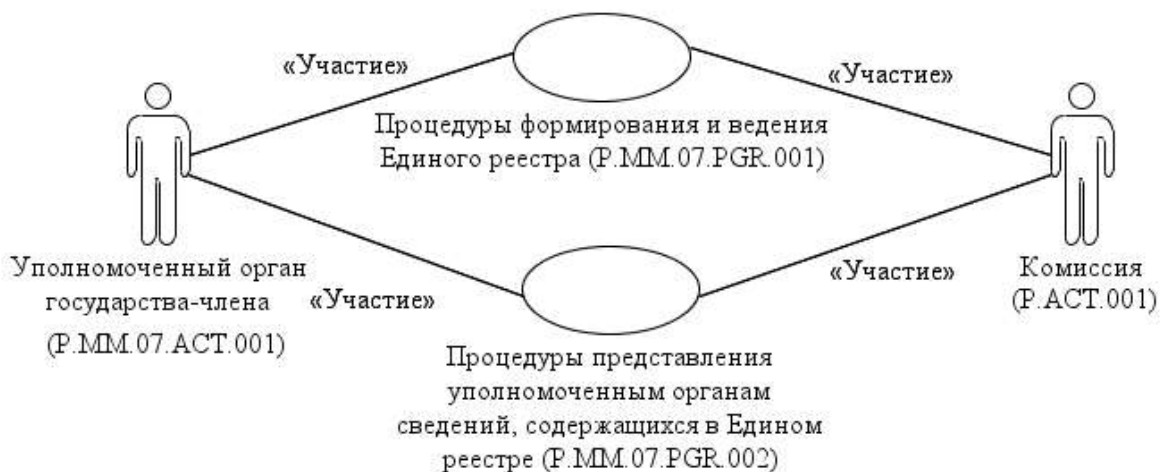 «Участие»
«Участие»
Процедуры формирования и ведения
Единого реестра (P.MM.07.PGR.001)
Уполномоченный орган
государства-члена
(P.MM.07.ACT.001)
«Участие»
«Участие»
Комиссия
(P.ACT.001)
Процедуры представления
уполномоченным органам
сведений, содержащихся в Едином
реестре (P.MM.07.PGR.002)